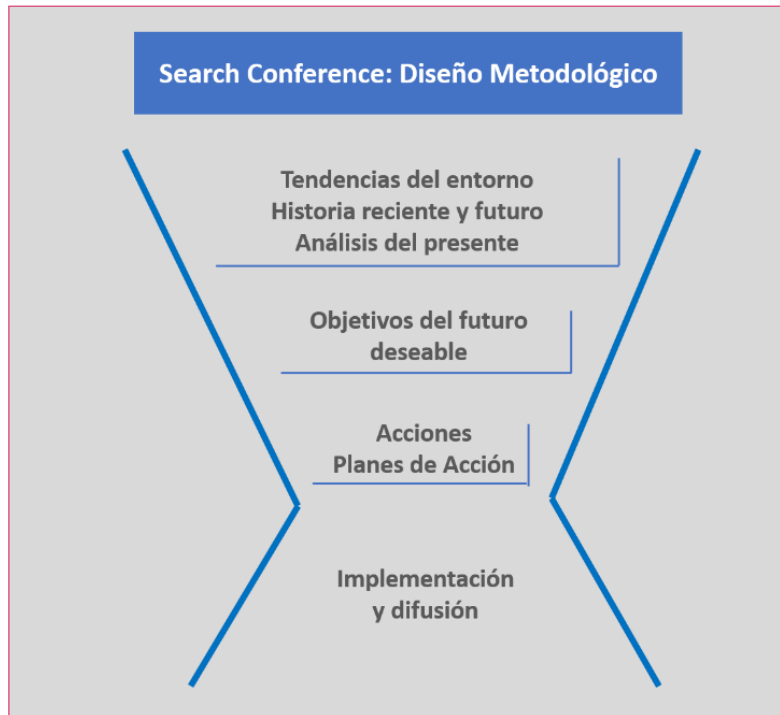 Search Conference: Diseño Metodológico
Tendencias del entorno
Historia reciente y futuro
Análisis del presente
Objetivos del futuro
deseable
Acciones
Planes de Acción
Implementación
y difusión